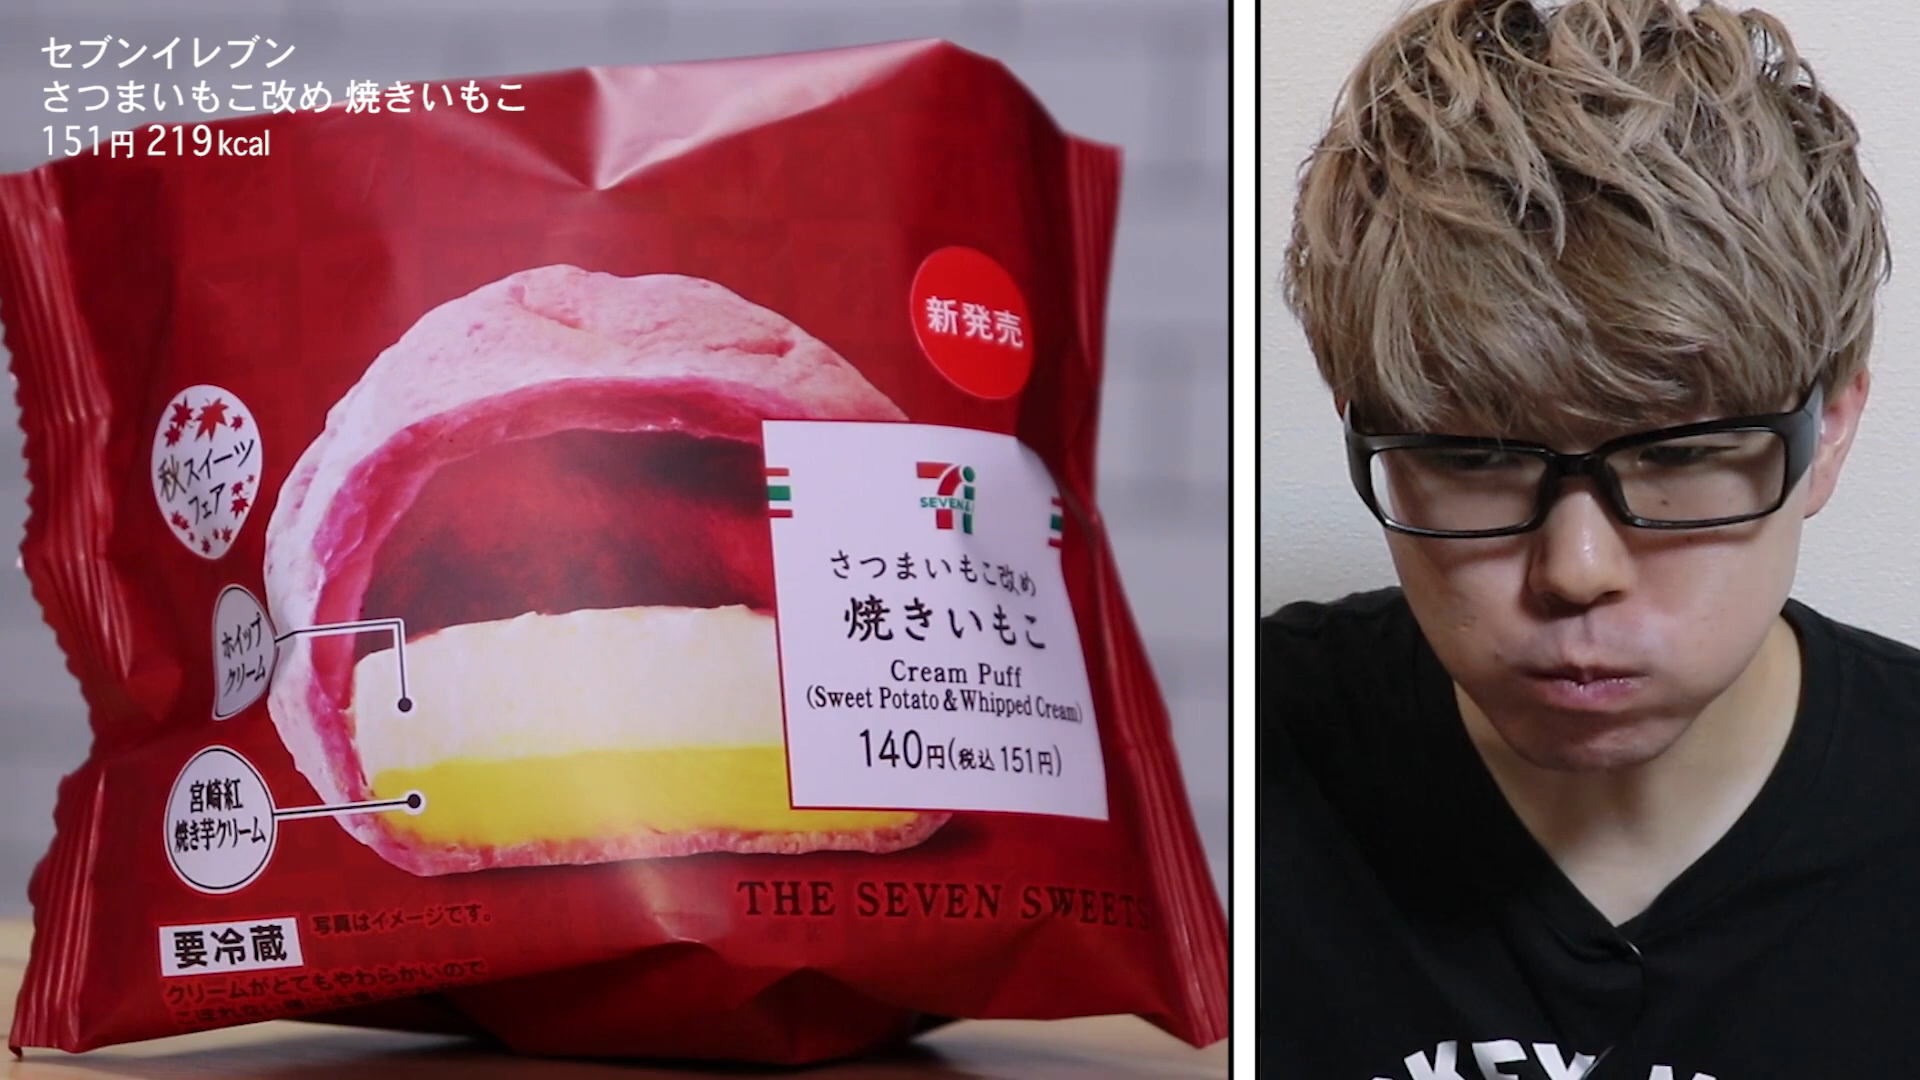 セブンイレブン
さつまいもこ改め 焼きいもこ
151円 219kcal
新発売
秋スイーツ
フェア
SEVEN&i
さつまいもこ改め
焼きいもこ
Cream Puff
(Sweet Potato & Whipped Cream)
140円(税込151円)
ホイップ
クリーム
宮崎紅
焼き芋クリーム
THE SEVEN SWEETS
要冷蔵
写真はイメージです。
クリームがとてもやわらかいので